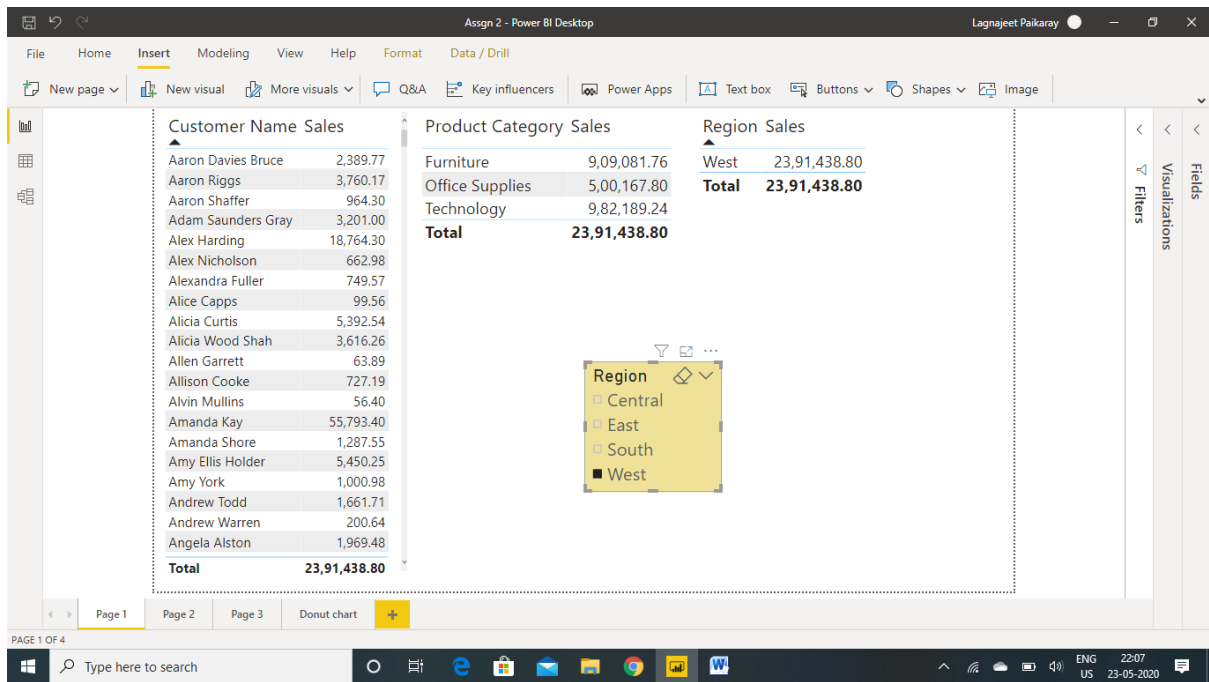 Assgn 2 - Power BI Desktop
Lagnajeet Paikaray
File Home Insert Modeling View Help Format Data / Drill
New page New visual More visuals Q&A Key influencers Power Apps Text box Buttons Shapes Image
Customer Name Sales
Aaron Davies Bruce 2,389.77
Aaron Riggs 3,760.17
Aaron Shaffer 964.30
Adam Saunders Gray 3,201.00
Alex Harding 18,764.30
Alex Nicholson 662.98
Alexandra Fuller 749.57
Alice Capps 99.56
Alicia Curtis 5,392.54
Alicia Wood Shah 3,616.26
Allen Garrett 63.89
Allison Cooke 727.19
Alvin Mullins 56.40
Amanda Kay 55,793.40
Amanda Shore 1,287.55
Amy Ellis Holder 5,450.25
Amy York 1,000.98
Andrew Todd 1,661.71
Andrew Warren 200.64
Angela Alston 1,969.48
Total 23,91,438.80
Product Category Sales
Furniture 9,09,081.76
Office Supplies 5,00,167.80
Technology 9,82,189.24
Total 23,91,438.80
Region Sales
West 23,91,438.80
Total 23,91,438.80
Region
Central
East
South
West
Filters
Visualizations
Fields
Page 1 Page 2 Page 3 Donut chart +
PAGE 1 OF 4
Type here to search
ENG
US
22:07
23-05-2020